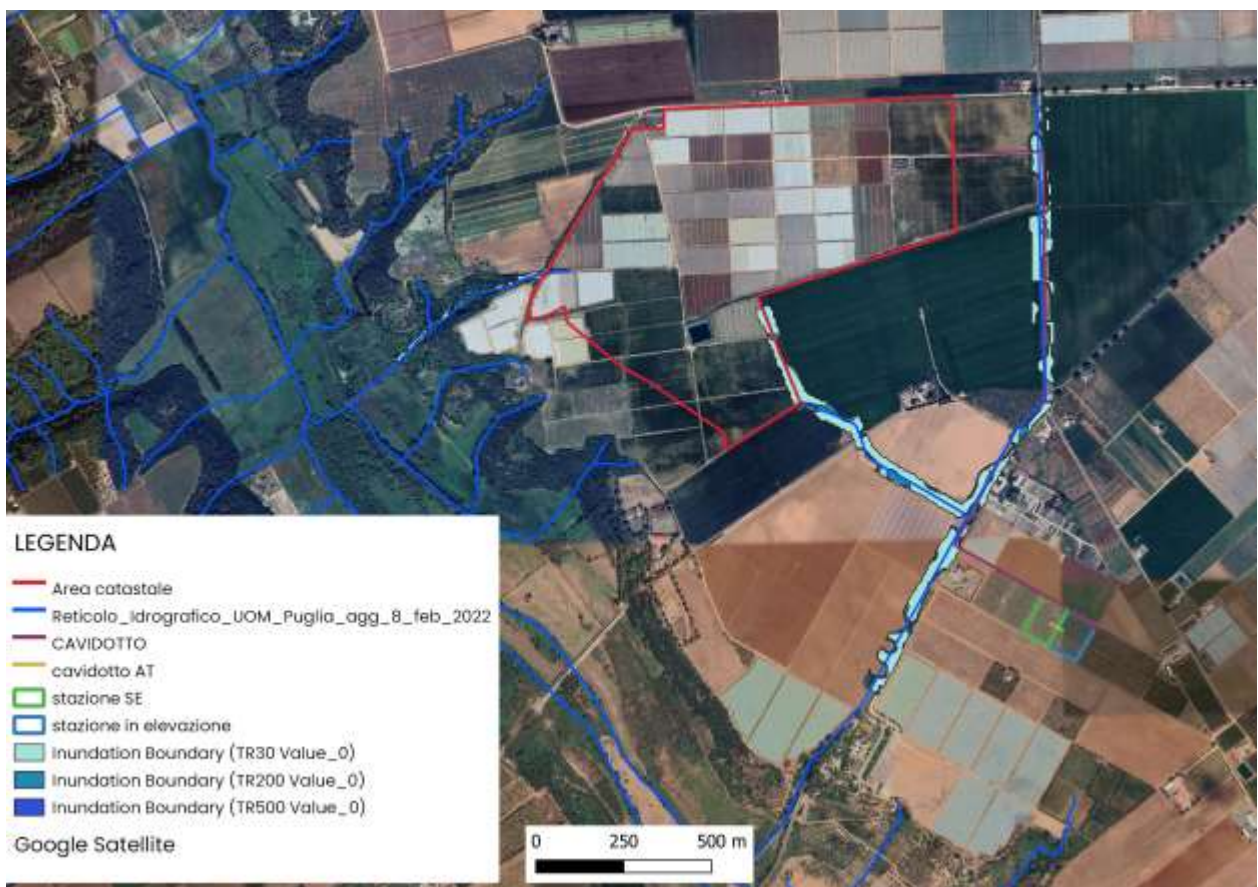 LEGENDA
Area catastale
Reticolo_Idrografico_UOM_Puglia_agg_8_feb_2022
CAVIDOTTO
cavidotto AT
stazione SE
stazione in elevazione
Inundation Boundary (TR30 Value_0)
Inundation Boundary (TR200 Value_0)
Inundation Boundary (TR500 Value_0)
Google Satellite
0 250 500 m